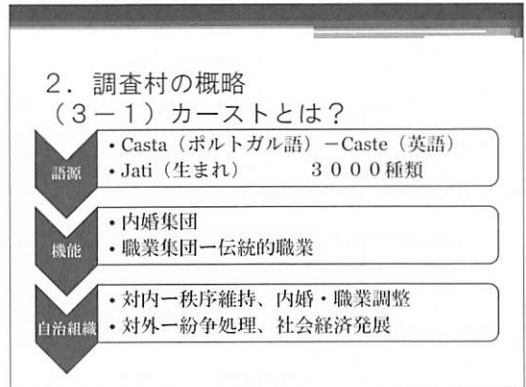 ２．調査村の概略
（３－１）カーストとは？
語源
・Casta（ポルトガル語）－Caste（英語）
・Jati（生まれ）　　　３０００種類
機能
・内婚集団
・職業集団ー伝統的職業
自治組織
・対内ー秩序維持、内婚・職業調整
・対外ー紛争処理、社会経済発展